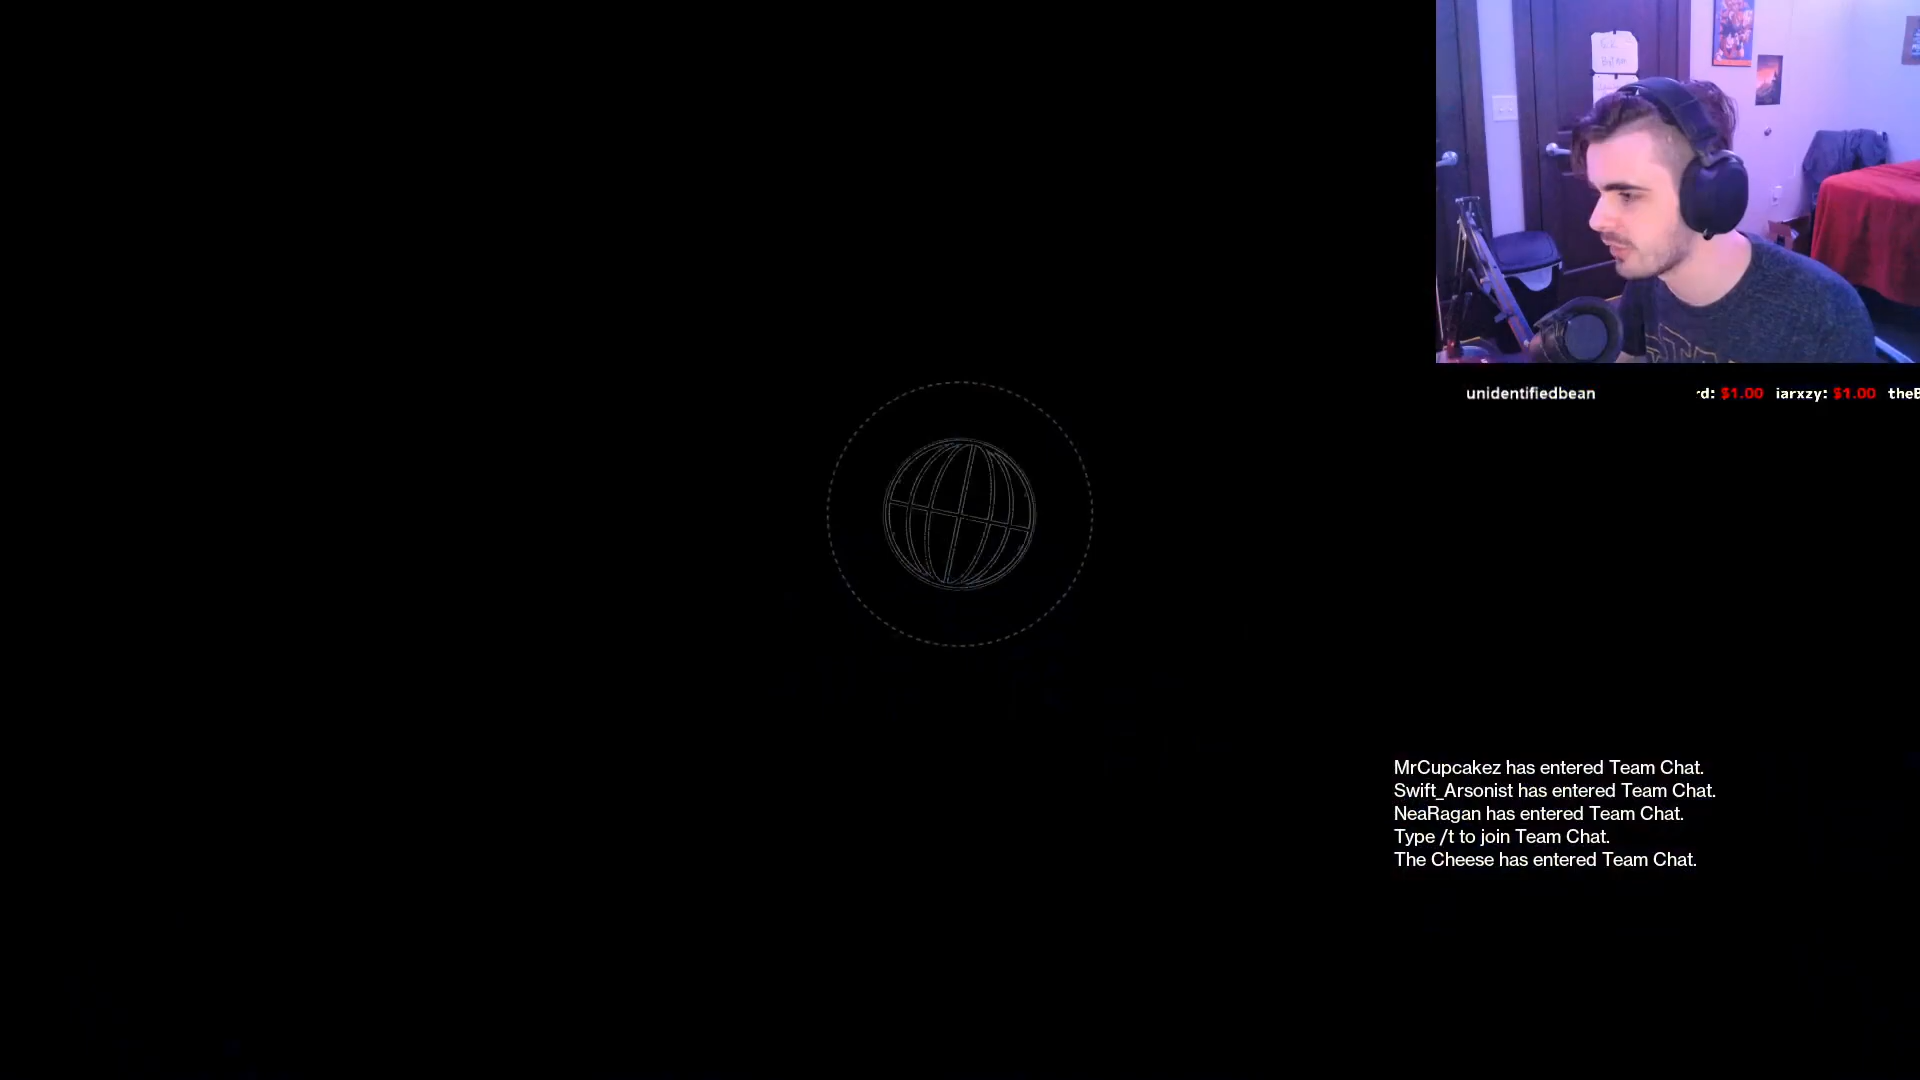 unidentifiedbean
rd: $1.00 iarxzy: $1.00 theB
MrCupcakez has entered Team Chat.
Swift_Arsonist has entered Team Chat.
NeaRagan has entered Team Chat.
Type /t to join Team Chat.
The Cheese has entered Team Chat.